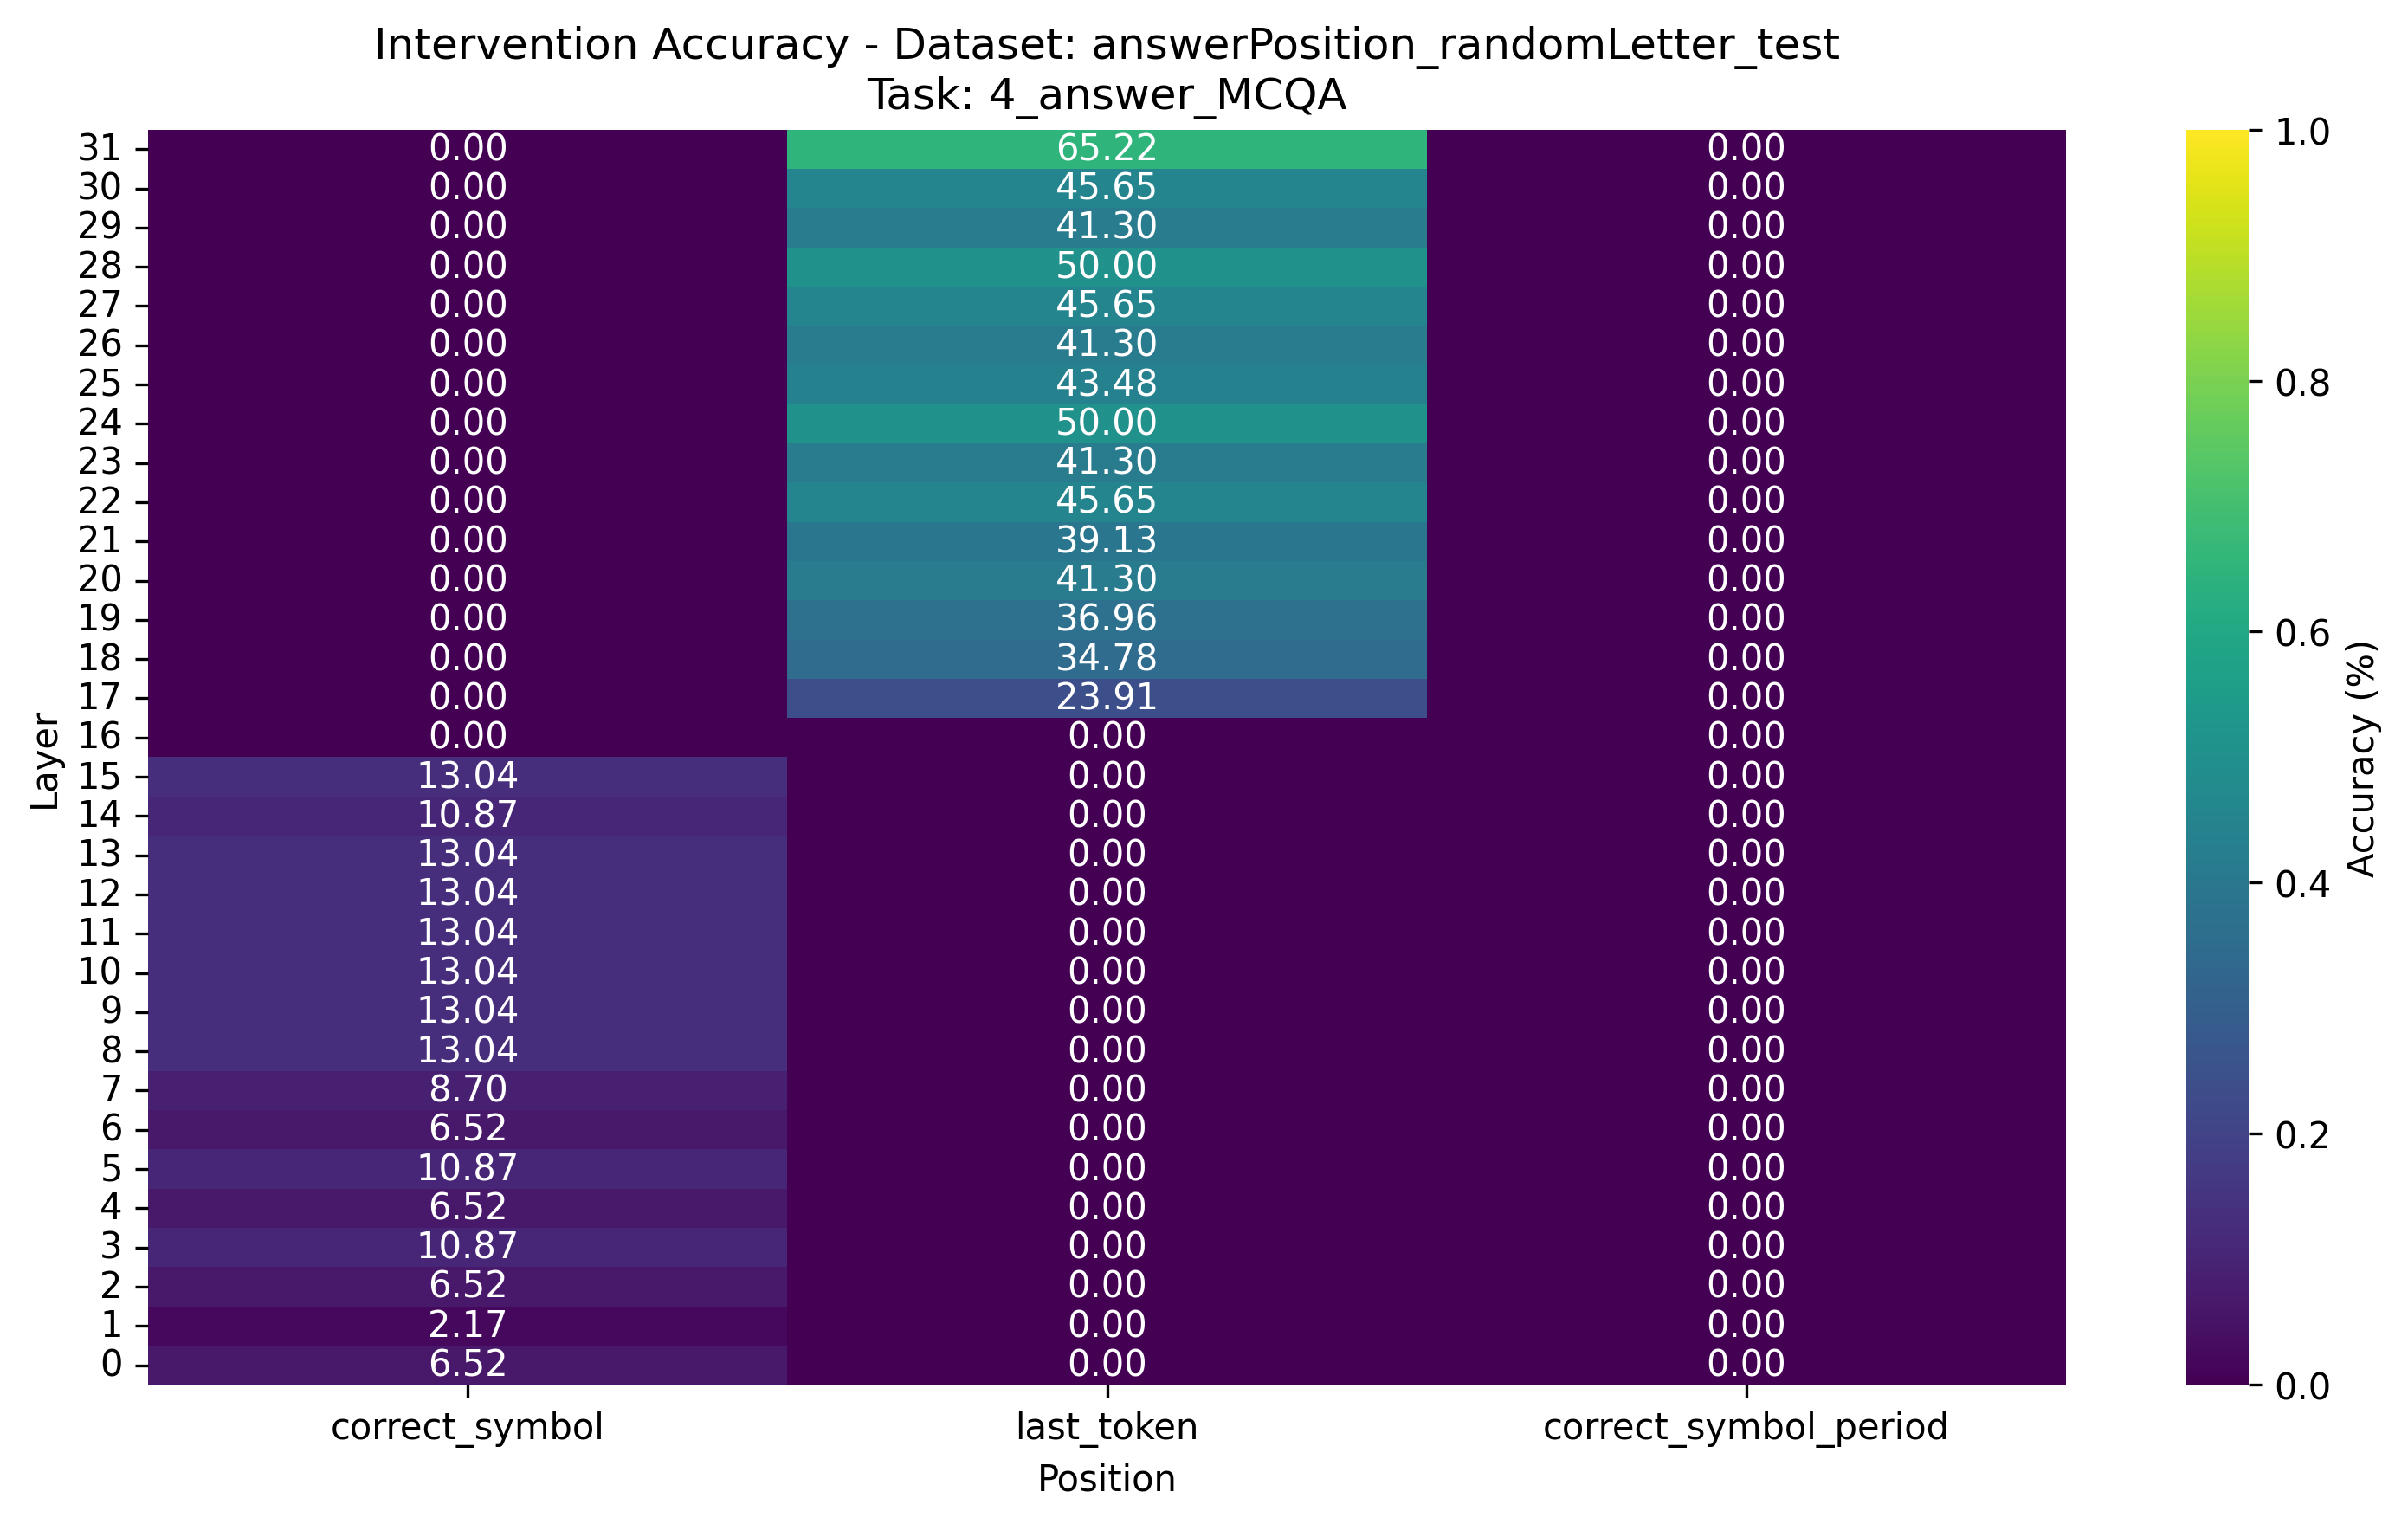 Intervention Accuracy - Dataset: answerPosition_randomLetter_test
Task: 4_answer_MCQA
31 0.00 65.22 0.00
30 0.00 45.65 0.00
29 0.00 41.30 0.00
28 0.00 50.00 0.00
27 0.00 45.65 0.00
26 0.00 41.30 0.00
25 0.00 43.48 0.00
24 0.00 50.00 0.00
23 0.00 41.30 0.00
22 0.00 45.65 0.00
21 0.00 39.13 0.00
20 0.00 41.30 0.00
19 0.00 36.96 0.00
18 0.00 34.78 0.00
17 0.00 23.91 0.00
16 0.00 0.00 0.00
15 13.04 0.00 0.00
14 10.87 0.00 0.00
13 13.04 0.00 0.00
12 13.04 0.00 0.00
11 13.04 0.00 0.00
10 13.04 0.00 0.00
9 13.04 0.00 0.00
8 13.04 0.00 0.00
7 8.70 0.00 0.00
6 6.52 0.00 0.00
5 10.87 0.00 0.00
4 6.52 0.00 0.00
3 10.87 0.00 0.00
2 6.52 0.00 0.00
1 2.17 0.00 0.00
0 6.52 0.00 0.00
correct_symbol last_token correct_symbol_period
Position
Layer
1.0
0.8
0.6
0.4
0.2
0.0
Accuracy (%)